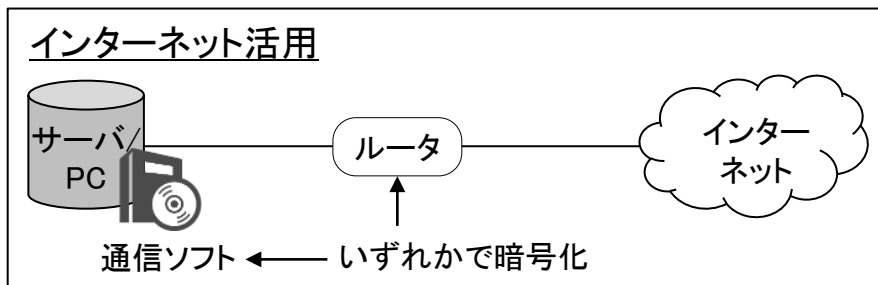 インターネット活用
サーバ/
PC
ルータ
インター
ネット
通信ソフト
いずれかで暗号化